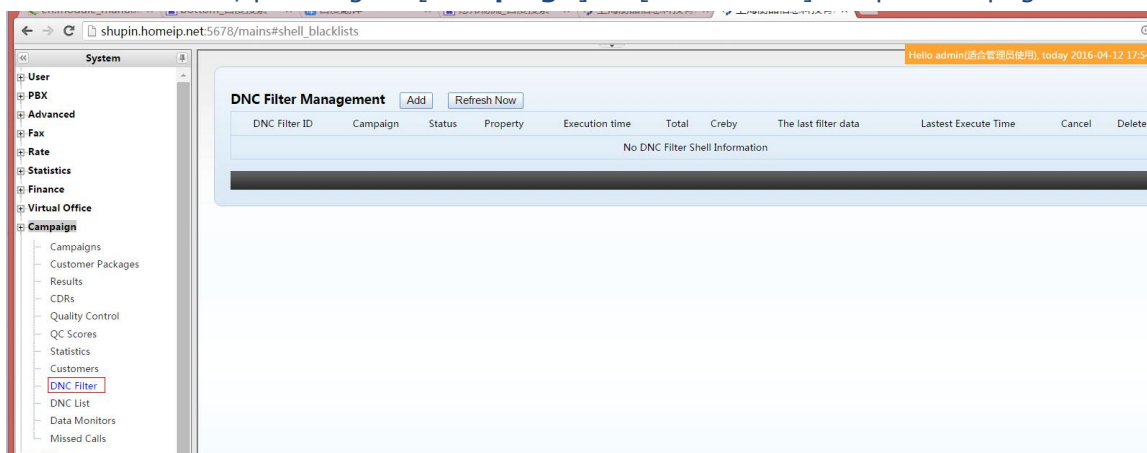 shupin.homeip.net:5678/mains#shell_blacklists
System
Hello admin(适合管理员使用), today 2016-04-12 17:54
User
PBX
Advanced
Fax
Rate
Statistics
Finance
Virtual Office
Campaign
Campaigns
Customer Packages
Results
CDRs
Quality Control
QC Scores
Statistics
Customers
DNC Filter
DNC List
Data Monitors
Missed Calls
DNC Filter Management Add Refresh Now
DNC Filter ID Campaign Status Property Execution time Total Creby The last filter data Lastest Execute Time Cancel Delete
No DNC Filter Shell Information